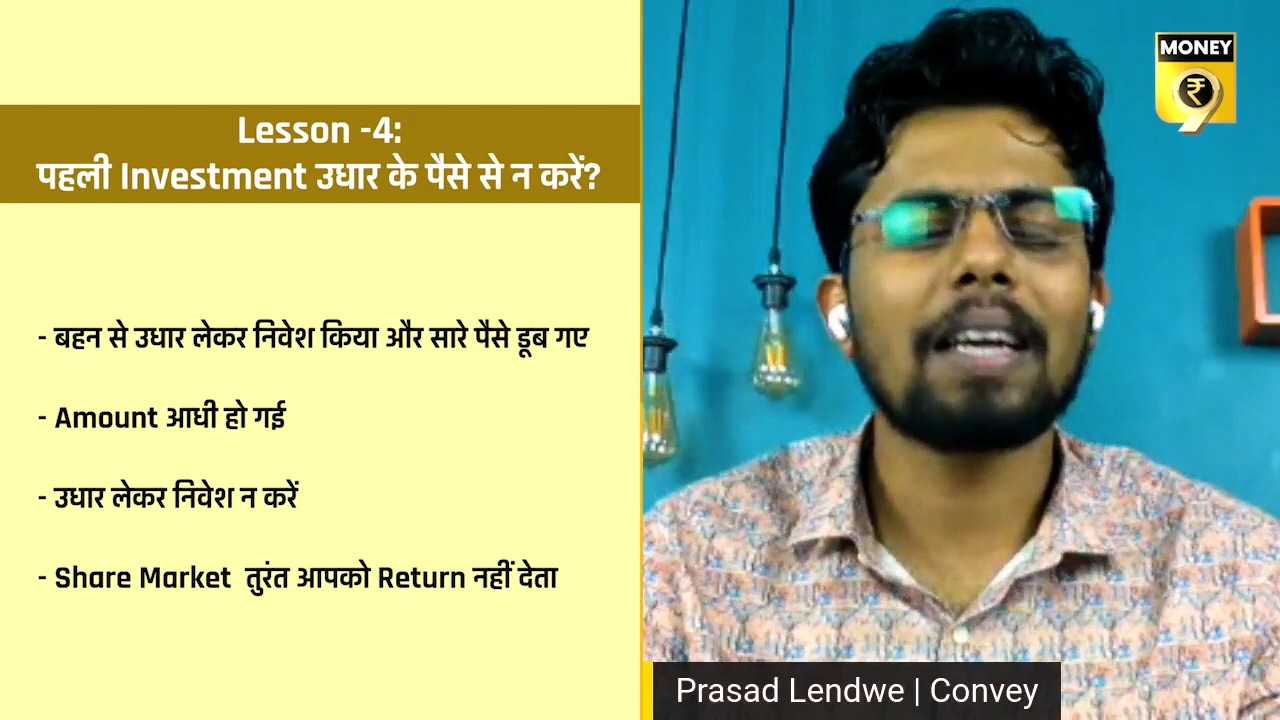 Lesson -4:
पहली Investment उधार के पैसे से न करें?
- बहन से उधार लेकर निवेश किया और सारे पैसे डूब गए
- Amount आधी हो गई
- उधार लेकर निवेश न करें
- Share Market तुरंत आपको Return नहीं देता
MONEY
₹
9
Prasad Lendwe | Convey